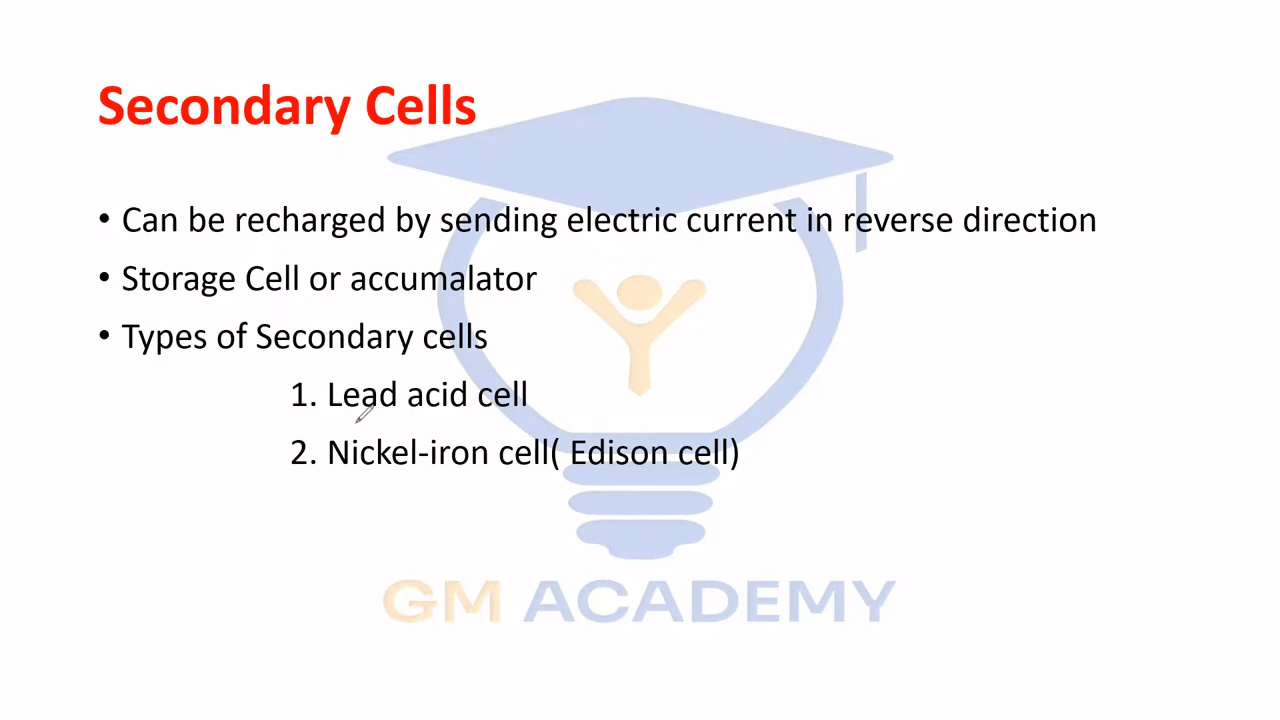 Secondary Cells
• Can be recharged by sending electric current in reverse direction
• Storage Cell or accumalator
• Types of Secondary cells
1. Lead acid cell
2. Nickel-iron cell( Edison cell)
GM ACADEMY